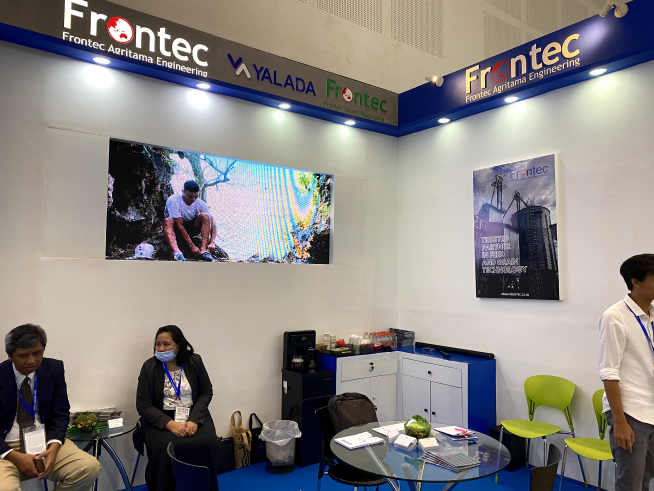 Frontec
Frontec Agritama Engineering
YALADA
Frontec
Frontec
Frontec Agritama Engineering
Frontec
TRUSTED
PARTNER
IN FEED
AND GRAIN
TECHNOLOGY